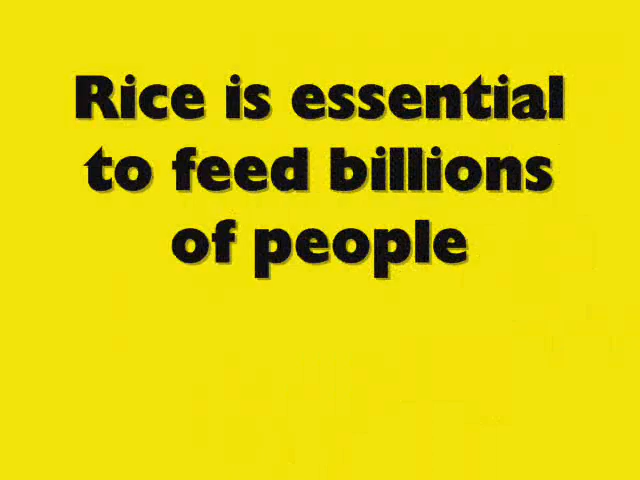 Rice is essential
to feed billions
of people